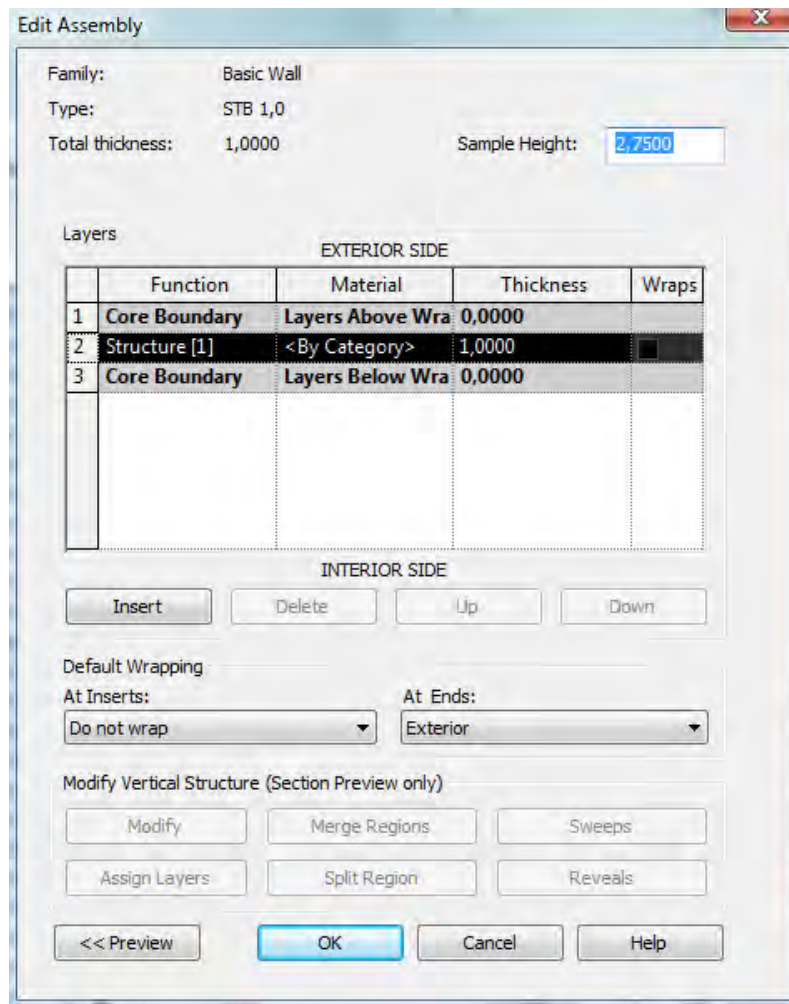 Edit Assembly
X
Family: Basic Wall
Type: STB 1,0
Total thickness: 1,0000 Sample Height: 2,7500
Layers
EXTERIOR SIDE
Function Material Thickness Wraps
1 Core Boundary Layers Above Wra 0,0000
2 Structure [1] <By Category> 1,0000
3 Core Boundary Layers Below Wra 0,0000
INTERIOR SIDE
Insert Delete Up Down
Default Wrapping
At Inserts: At Ends:
Do not wrap Exterior
Modify Vertical Structure (Section Preview only)
Modify Merge Regions Sweeps
Assign Layers Split Region Reveals
<< Preview OK Cancel Help